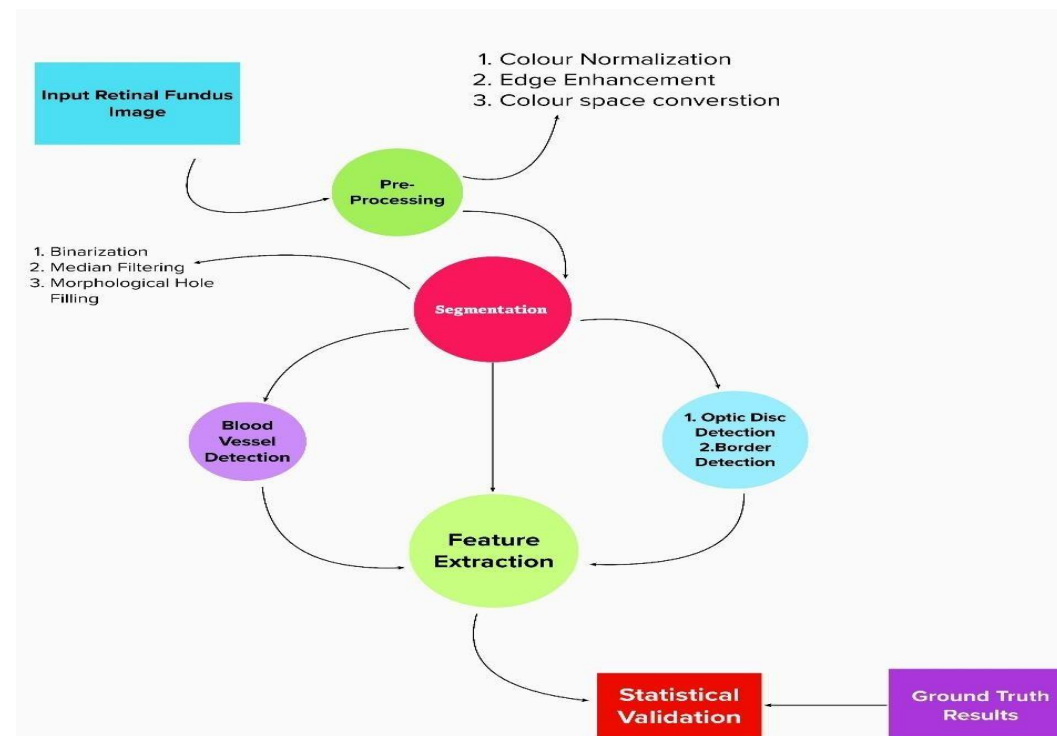 Input Retinal Fundus
Image
1. Colour Normalization
2. Edge Enhancement
3. Colour space converstion
Pre-
Processing
1. Binarization
2. Median Filtering
3. Morphological Hole
Filling
Segmentation
Blood
Vessel
Detection
1. Optic Disc
Detection
2.Border
Detection
Feature
Extraction
Statistical
Validation
Ground Truth
Results